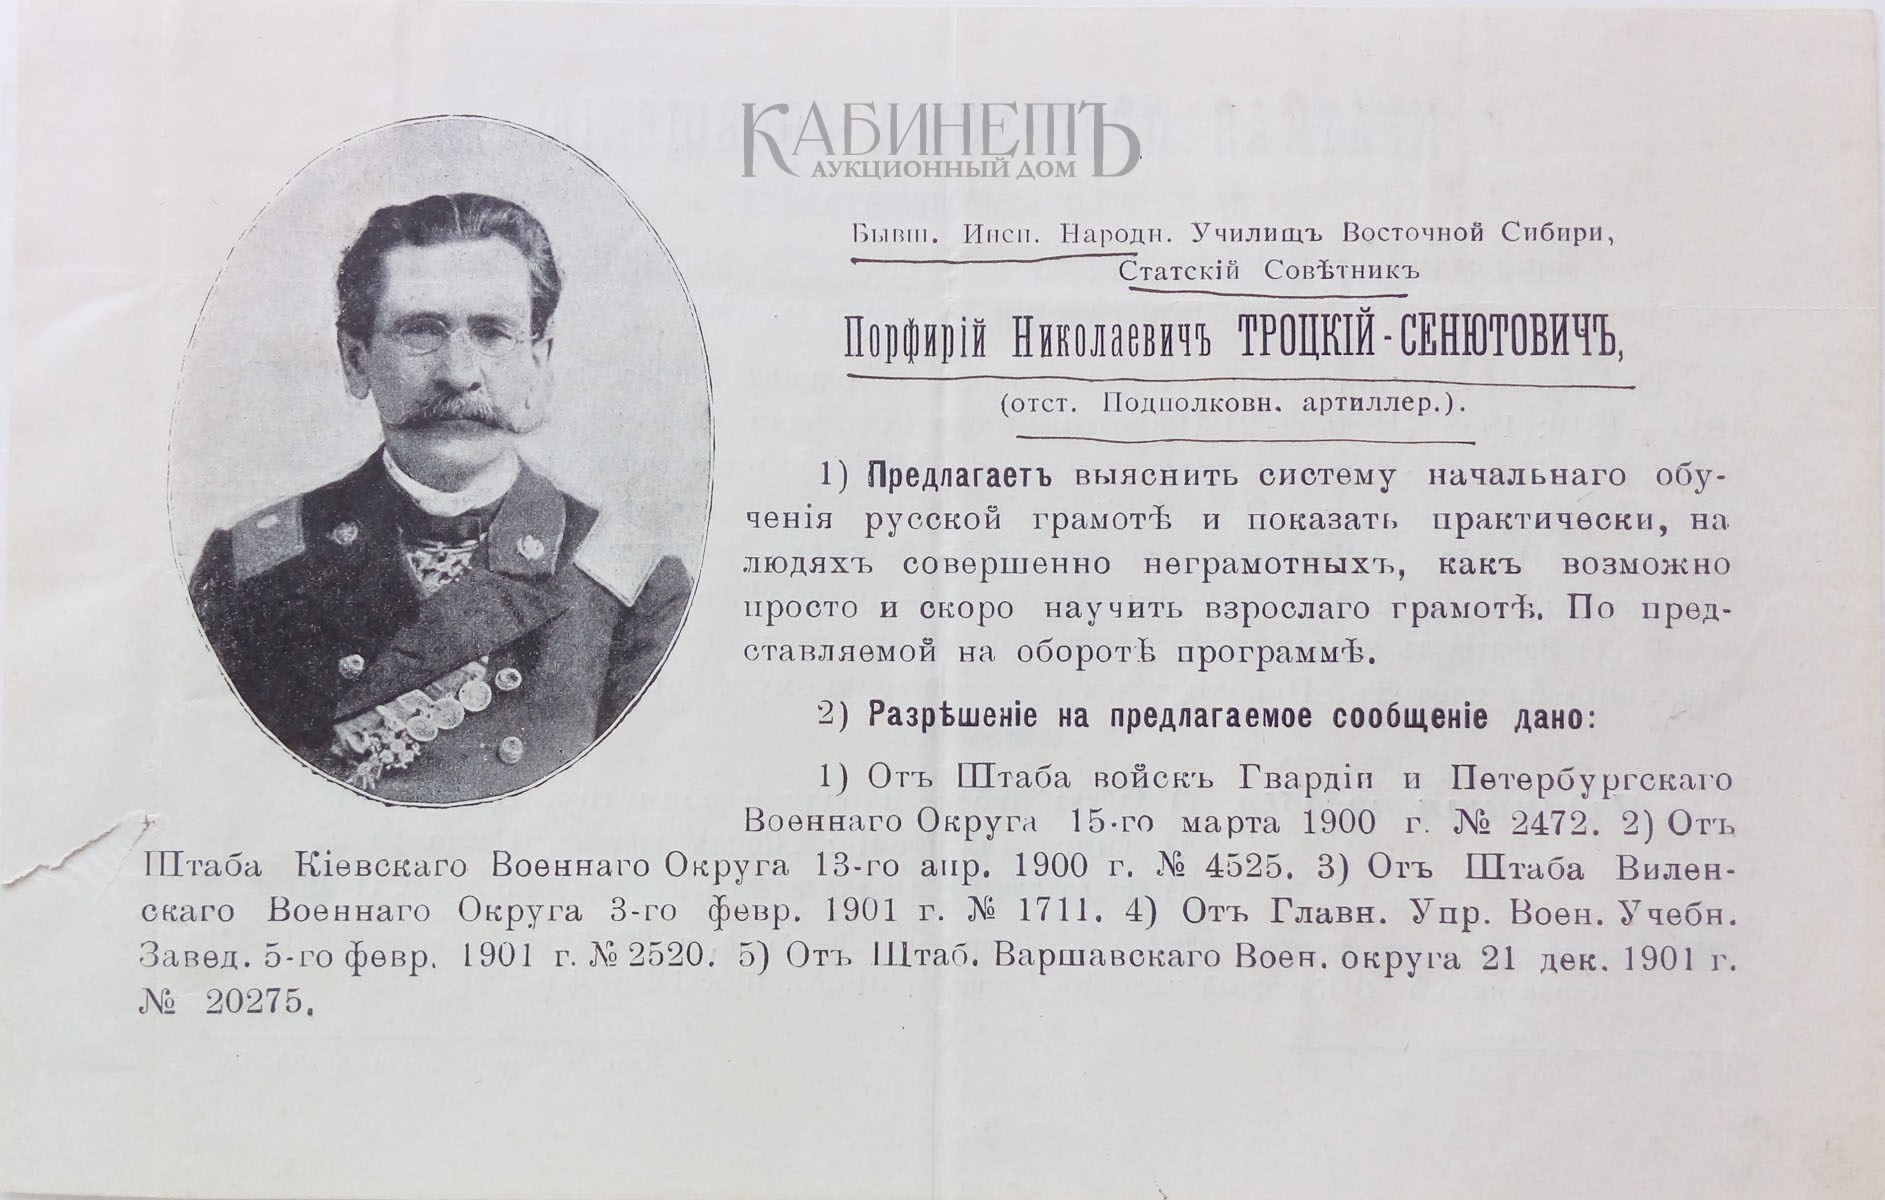 КАБИНЕТЪ
АУКЦИОННЫЙ ДОМ
Бывш. Инсп. Народн. Училищъ Восточной Сибири,
Статскій Совѣтникъ
Порфирій Николаевичъ ТРОЦКІЙ-СЕНЮТОВИЧЪ,
(отст. Подполковн. артиллер.).
1) Предлагаетъ выяснить систему начальнаго обу-
ченія русской грамотѣ и показать практически, на
людяхъ совершенно неграмотныхъ, какъ возможно
просто и скоро научить взрослаго грамотѣ. По пред-
ставляемой на оборотѣ программѣ.
2) Разрѣшеніе на предлагаемое сообщеніе дано:
1) Отъ Штаба войскъ Гвардіи и Петербургскаго
Военнаго Округа 15-го марта 1900 г. № 2472. 2) Отъ
Штаба Кіевскаго Военнаго Округа 13-го апр. 1900 г. № 4525. 3) Отъ Штаба Вилен-
скаго Военнаго Округа 3-го февр. 1901 г. № 1711. 4) Отъ Главн. Упр. Воен. Учебн.
Завед. 5-го февр. 1901 г. № 2520. 5) Отъ Штаб. Варшавскаго Воен. округа 21 дек. 1901 г.
№ 20275.